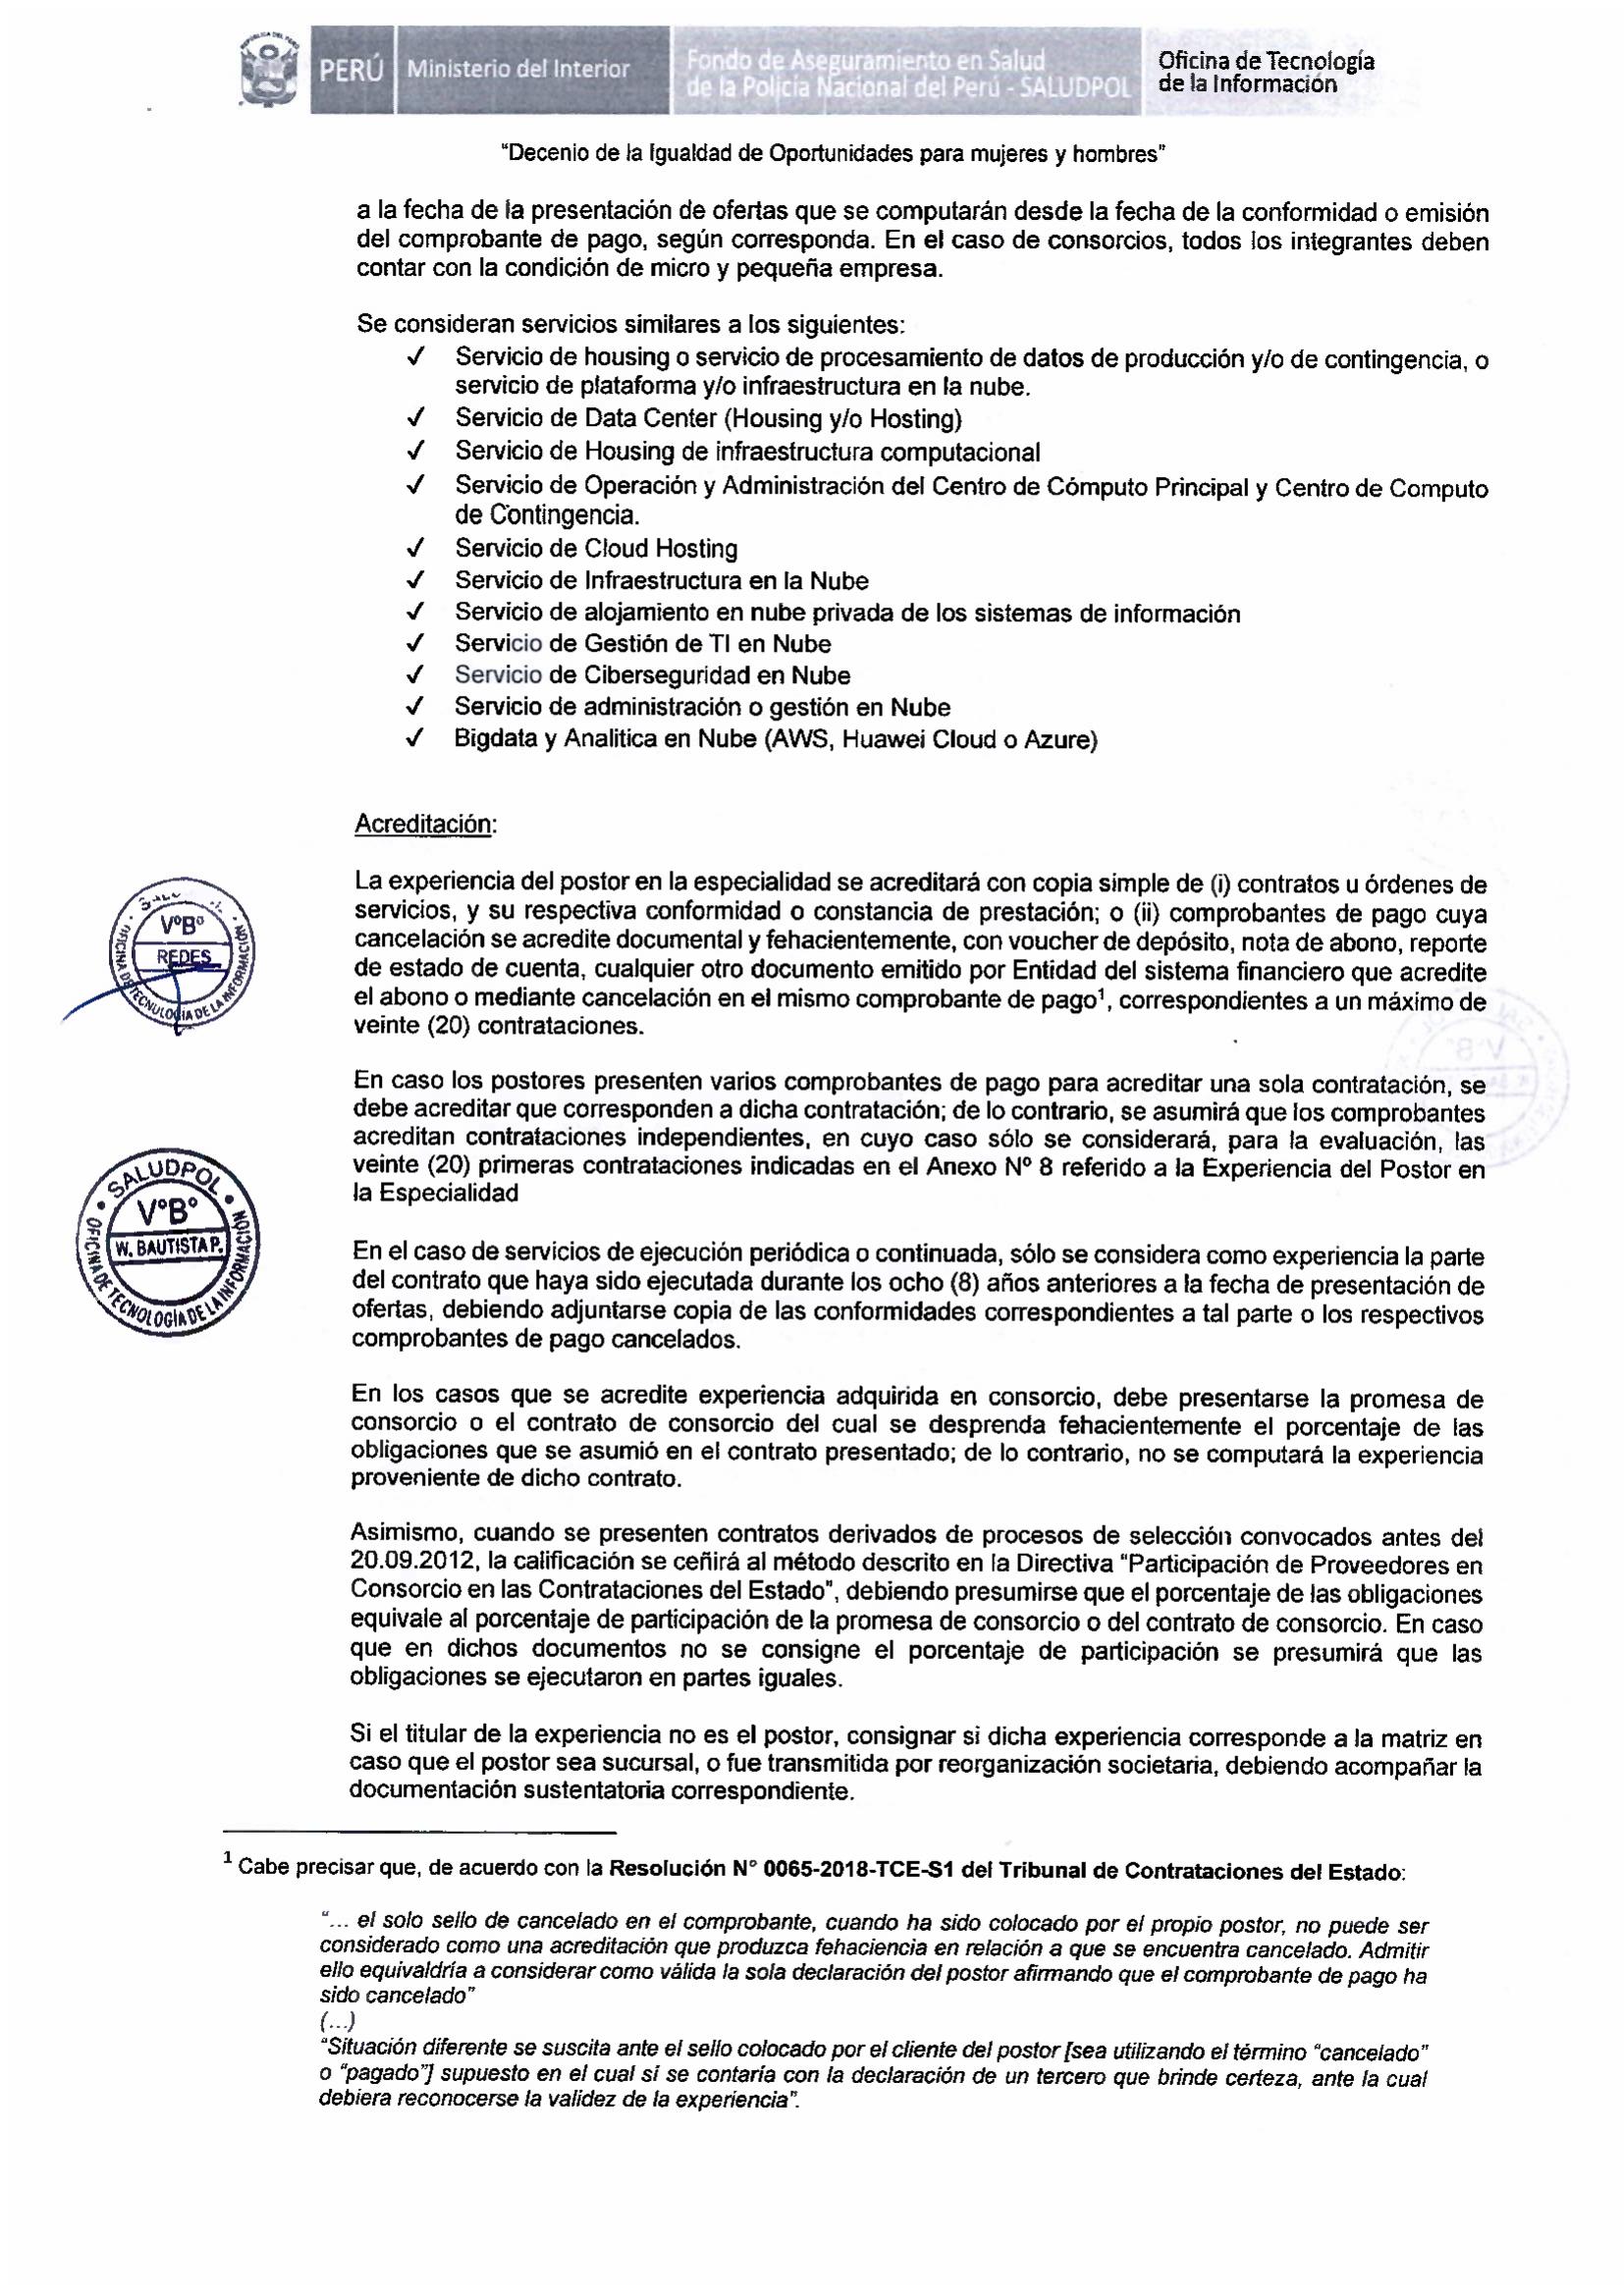 PERÚ Ministerio del Interior Fondo de Aseguramiento en Salud de la Policía Nacional del Perú - SALUDPOL Oficina de Tecnología de la Información
"Decenio de la Igualdad de Oportunidades para mujeres y hombres"
a la fecha de la presentación de ofertas que se computarán desde la fecha de la conformidad o emisión
del comprobante de pago, según corresponda. En el caso de consorcios, todos los integrantes deben
contar con la condición de micro y pequeña empresa.
Se consideran servicios similares a los siguientes:
✓ Servicio de housing o servicio de procesamiento de datos de producción y/o de contingencia, o
servicio de plataforma y/o infraestructura en la nube.
✓ Servicio de Data Center (Housing y/o Hosting)
✓ Servicio de Housing de infraestructura computacional
✓ Servicio de Operación y Administración del Centro de Cómputo Principal y Centro de Computo
de Contingencia.
✓ Servicio de Cloud Hosting
✓ Servicio de Infraestructura en la Nube
✓ Servicio de alojamiento en nube privada de los sistemas de información
✓ Servicio de Gestión de TI en Nube
✓ Servicio de Ciberseguridad en Nube
✓ Servicio de administración o gestión en Nube
✓ Bigdata y Analitica en Nube (AWS, Huawei Cloud o Azure)
Acreditación:
La experiencia del postor en la especialidad se acreditará con copia simple de (i) contratos u órdenes de
servicios, y su respectiva conformidad o constancia de prestación; o (ii) comprobantes de pago cuya
cancelación se acredite documental y fehacientemente, con voucher de depósito, nota de abono, reporte
de estado de cuenta, cualquier otro documento emitido por Entidad del sistema financiero que acredite
el abono o mediante cancelación en el mismo comprobante de pago¹, correspondientes a un máximo de
veinte (20) contrataciones.
V°B°
REDES
OFICINA DE TECNOLOGÍA DE LA INFORMACIÓN
En caso los postores presenten varios comprobantes de pago para acreditar una sola contratación, se
debe acreditar que corresponden a dicha contratación; de lo contrario, se asumirá que los comprobantes
acreditan contrataciones independientes, en cuyo caso sólo se considerará, para la evaluación, las
veinte (20) primeras contrataciones indicadas en el Anexo Nº 8 referido a la Experiencia del Postor en
la Especialidad
SALUDPOL
V°B°
W. BAUTISTA P.
OFICINA DE TECNOLOGÍA DE LA INFORMACIÓN
En el caso de servicios de ejecución periódica o continuada, sólo se considera como experiencia la parte
del contrato que haya sido ejecutada durante los ocho (8) años anteriores a la fecha de presentación de
ofertas, debiendo adjuntarse copia de las conformidades correspondientes a tal parte o los respectivos
comprobantes de pago cancelados.
En los casos que se acredite experiencia adquirida en consorcio, debe presentarse la promesa de
consorcio o el contrato de consorcio del cual se desprenda fehacientemente el porcentaje de las
obligaciones que se asumió en el contrato presentado; de lo contrario, no se computará la experiencia
proveniente de dicho contrato.
Asimismo, cuando se presenten contratos derivados de procesos de selección convocados antes del
20.09.2012, la calificación se ceñirá al método descrito en la Directiva "Participación de Proveedores en
Consorcio en las Contrataciones del Estado", debiendo presumirse que el porcentaje de las obligaciones
equivale al porcentaje de participación de la promesa de consorcio o del contrato de consorcio. En caso
que en dichos documentos no se consigne el porcentaje de participación se presumirá que las
obligaciones se ejecutaron en partes iguales.
Si el titular de la experiencia no es el postor, consignar si dicha experiencia corresponde a la matriz en
caso que el postor sea sucursal, o fue transmitida por reorganización societaria, debiendo acompañar la
documentación sustentatoria correspondiente.
¹ Cabe precisar que, de acuerdo con la Resolución N° 0065-2018-TCE-S1 del Tribunal de Contrataciones del Estado:
"... el solo sello de cancelado en el comprobante, cuando ha sido colocado por el propio postor, no puede ser
considerado como una acreditación que produzca fehaciencia en relación a que se encuentra cancelado. Admitir
ello equivaldría a considerar como válida la sola declaración del postor afirmando que el comprobante de pago ha
sido cancelado"
(...)
"Situación diferente se suscita ante el sello colocado por el cliente del postor [sea utilizando el término "cancelado"
o "pagado"] supuesto en el cual sí se contaría con la declaración de un tercero que brinde certeza, ante la cual
debiera reconocerse la validez de la experiencia".